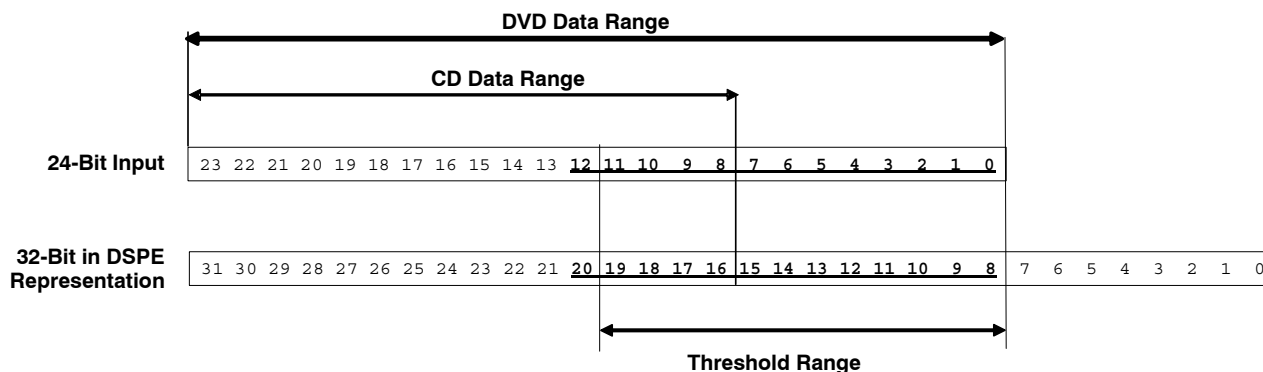 DVD Data Range
CD Data Range
24-Bit Input
23 22 21 20 19 18 17 16 15 14 13 12 11 10 9 8 7 6 5 4 3 2 1 0
32-Bit in DSPE
Representation
31 30 29 28 27 26 25 24 23 22 21 20 19 18 17 16 15 14 13 12 11 10 9 8 7 6 5 4 3 2 1 0
Threshold Range